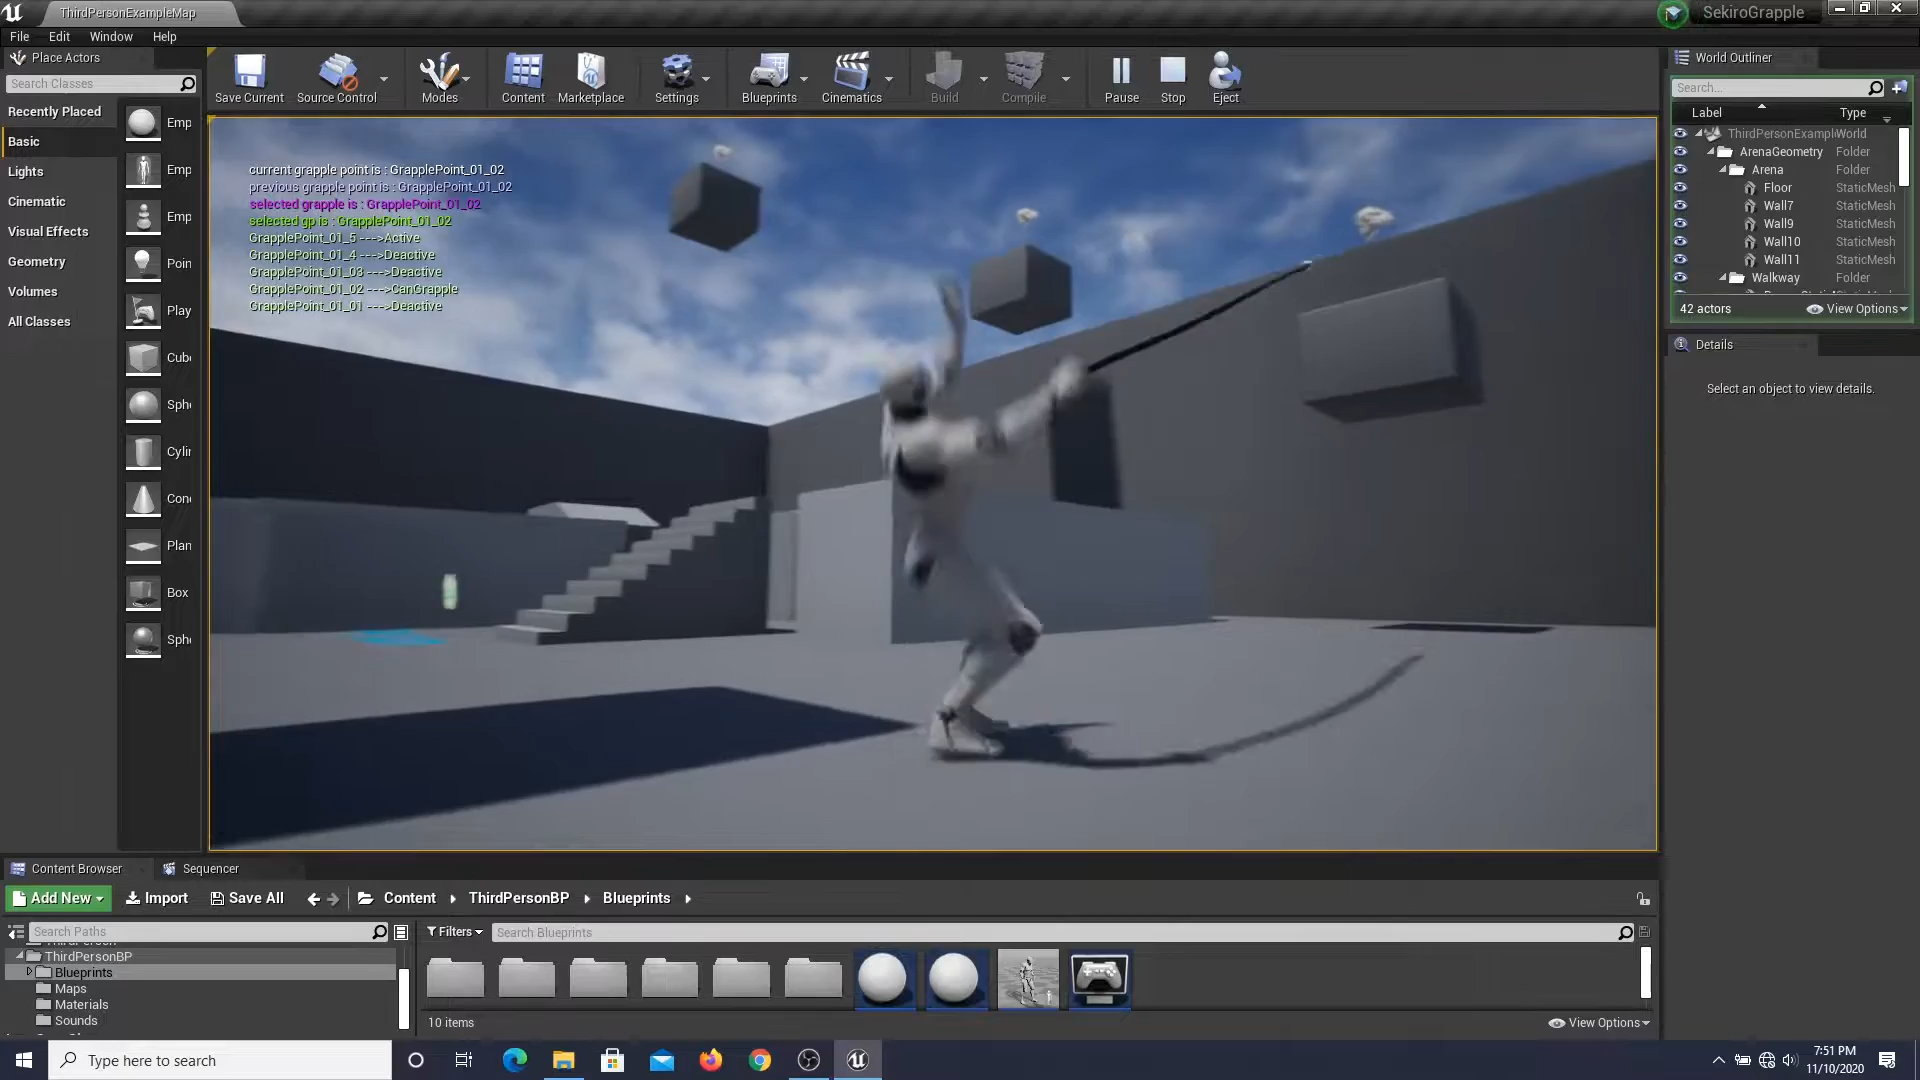 ThirdPersonExampleMap
SekiroGrapple
File Edit Window Help
Place Actors
Search Classes
Recently Placed
Basic
Lights
Cinematic
Visual Effects
Geometry
Volumes
All Classes
Emp
Emp
Emp
Poin
Play
Cube
Sphe
Cylin
Cone
Plan
Box
Sphe
Save Current
Source Control
Modes
Content
Marketplace
Settings
Blueprints
Cinematics
Build
Compile
Pause
Stop
Eject
current grapple point is : GrapplePoint_01_02
previous grapple point is : GrapplePoint_01_02
selected grapple is : GrapplePoint_01_02
selected gp is : GrapplePoint_01_02
GrapplePoint_01_5 --->Active
GrapplePoint_01_4 --->Deactive
GrapplePoint_01_03 --->Deactive
GrapplePoint_01_02 --->CanGrapple
GrapplePoint_01_01 --->Deactive
World Outliner
Search...
Label Type
ThirdPersonExampl World
ArenaGeometry Folder
Arena Folder
Floor StaticMesh
Wall7 StaticMesh
Wall9 StaticMesh
Wall10 StaticMesh
Wall11 StaticMesh
Walkway Folder
42 actors View Options
Details
Select an object to view details.
Content Browser
Sequencer
Add New Import Save All Content ThirdPersonBP Blueprints
Search Paths
Filters Search Blueprints
ThirdPersonBP
Blueprints
Maps
Materials
Sounds
10 items
View Options
Type here to search
7:51 PM
11/10/2020